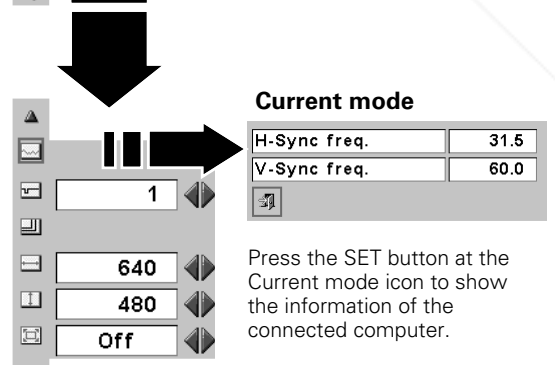 Current mode
H-Sync freq. 31.5
V-Sync freq. 60.0
1
640
480
Off
Press the SET button at the
Current mode icon to show
the information of the
connected computer.